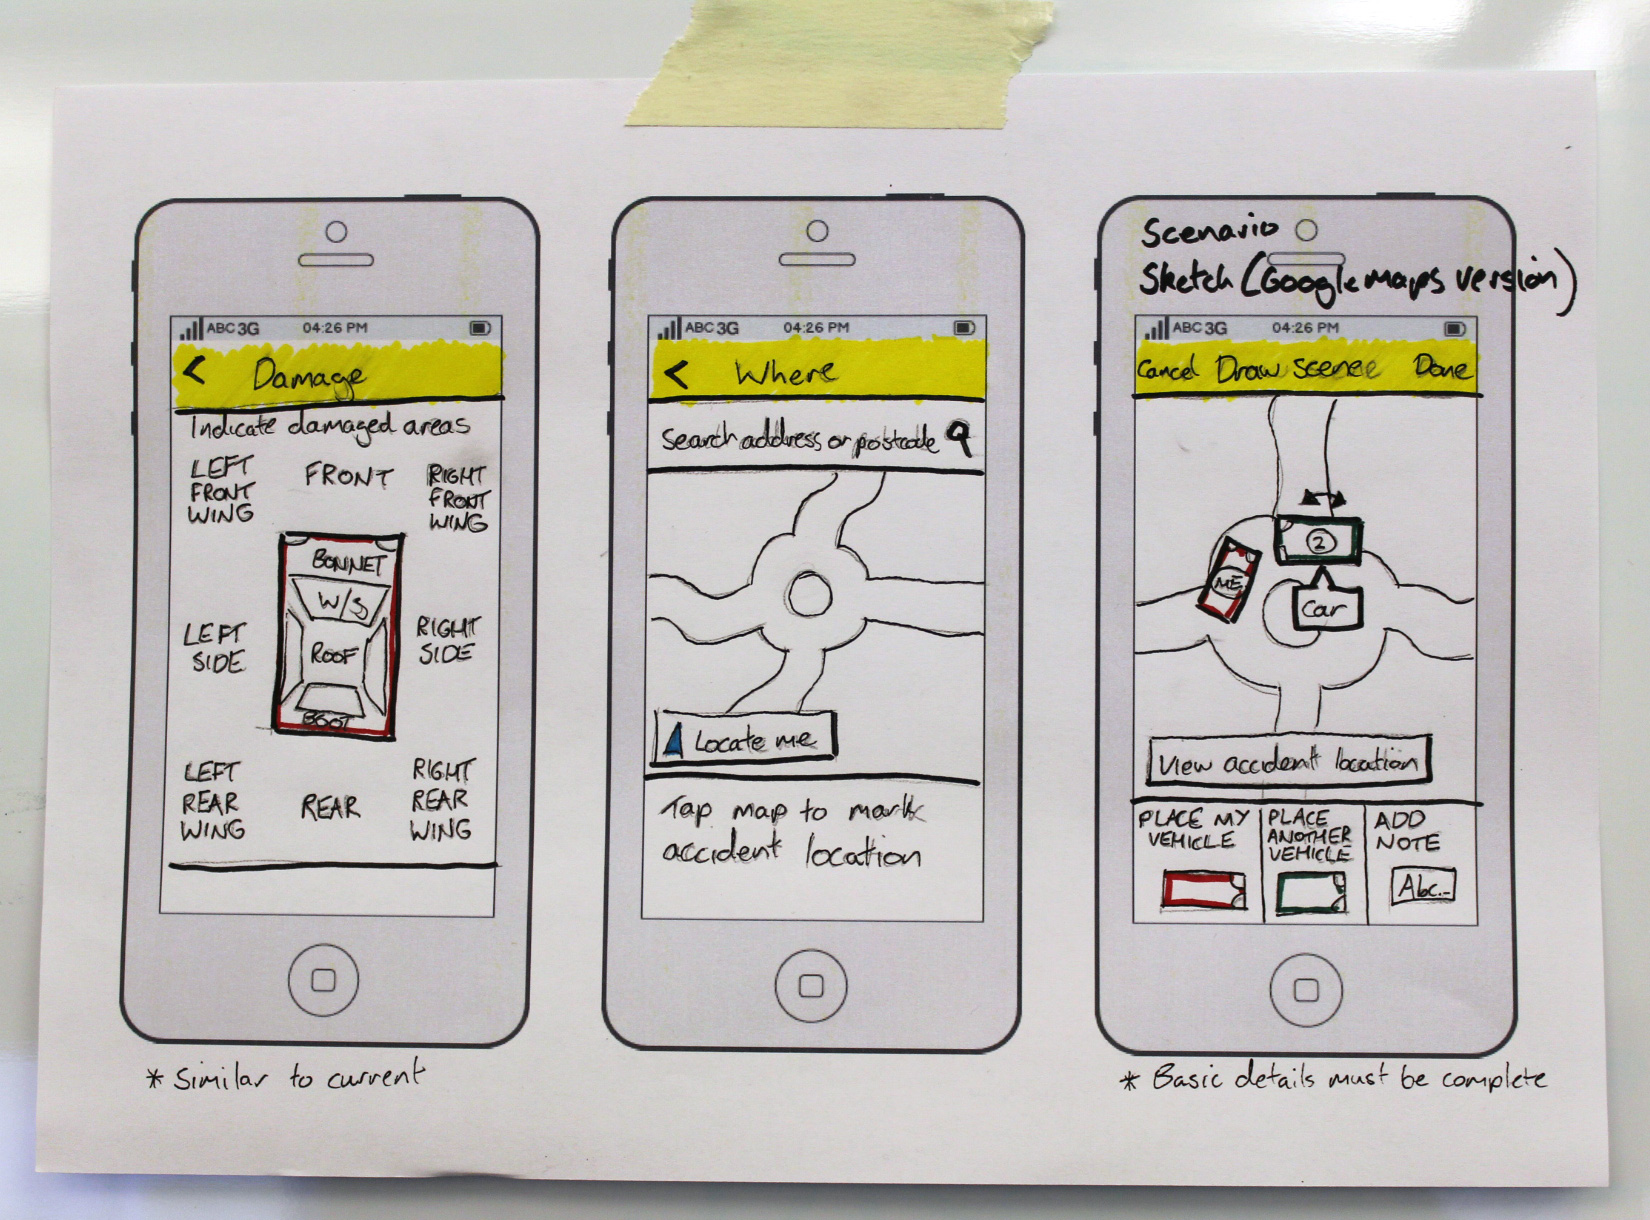 ABC 3G 04:26 PM
< Damage
Indicate damaged areas
LEFT FRONT WING
FRONT
RIGHT FRONT WING
BONNET
W/S
LEFT SIDE
ROOF
RIGHT SIDE
BOOT
LEFT REAR WING
REAR
RIGHT REAR WING
* Similar to current
ABC 3G 04:26 PM
< Where
Search address or postcode
Locate me
Tap map to mark
accident location
Scenario
Sketch (Google maps version)
ABC 3G 04:26 PM
Cancel Draw scene Done
2
ME
Car
View accident location
PLACE MY VEHICLE
PLACE ANOTHER VEHICLE
ADD NOTE
Abc..
* Basic details must be complete